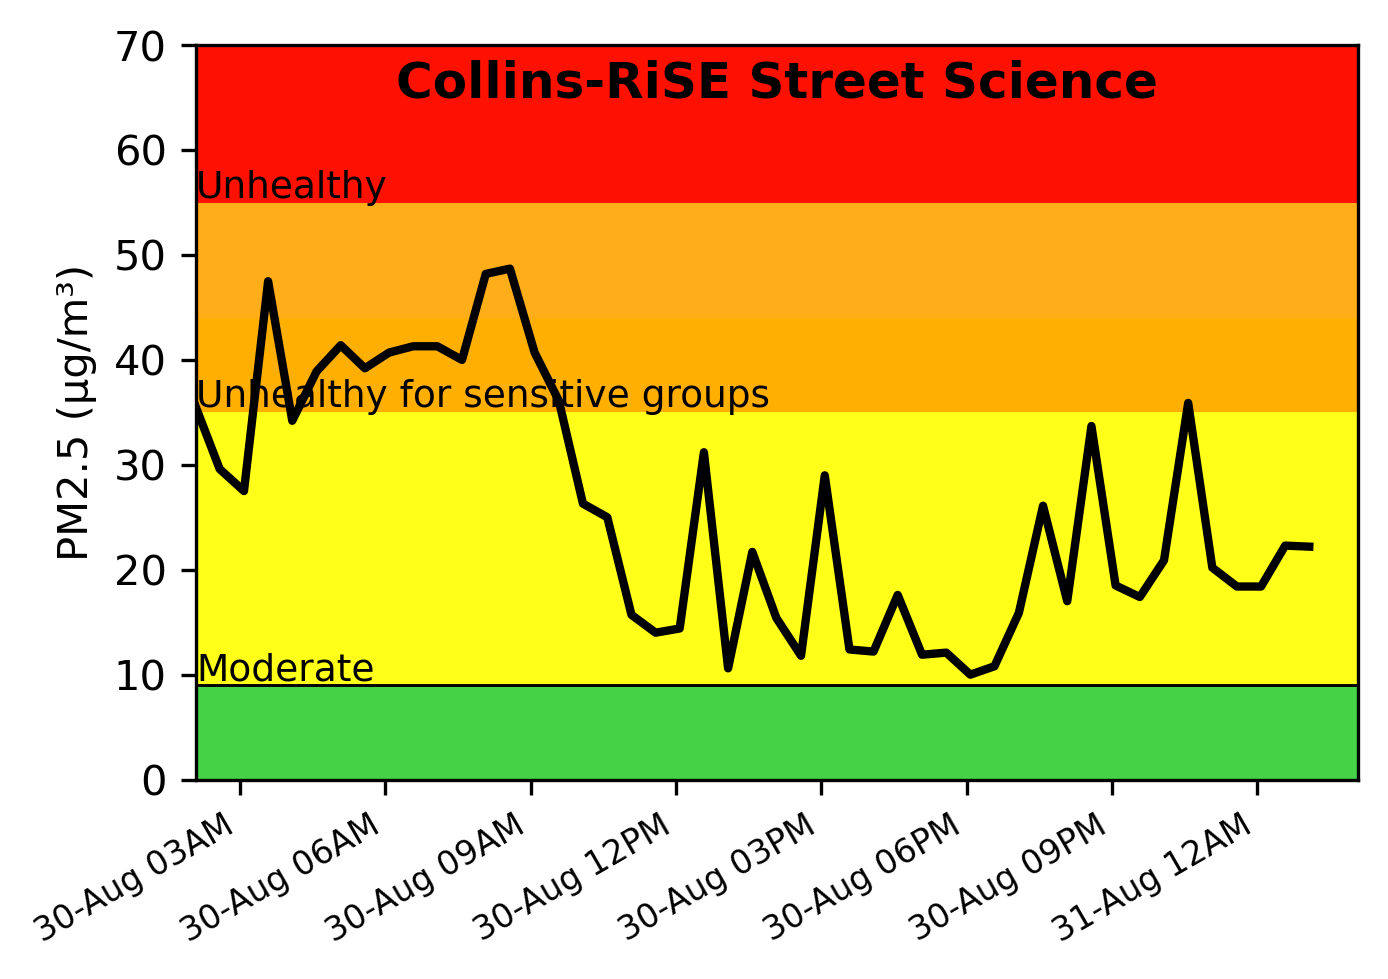 Collins-RiSE Street Science
70
60
50
40
30
20
10
0
PM2.5 (µg/m³)
Unhealthy
Unhealthy for sensitive groups
Moderate
30-Aug 03AM
30-Aug 06AM
30-Aug 09AM
30-Aug 12PM
30-Aug 03PM
30-Aug 06PM
30-Aug 09PM
31-Aug 12AM